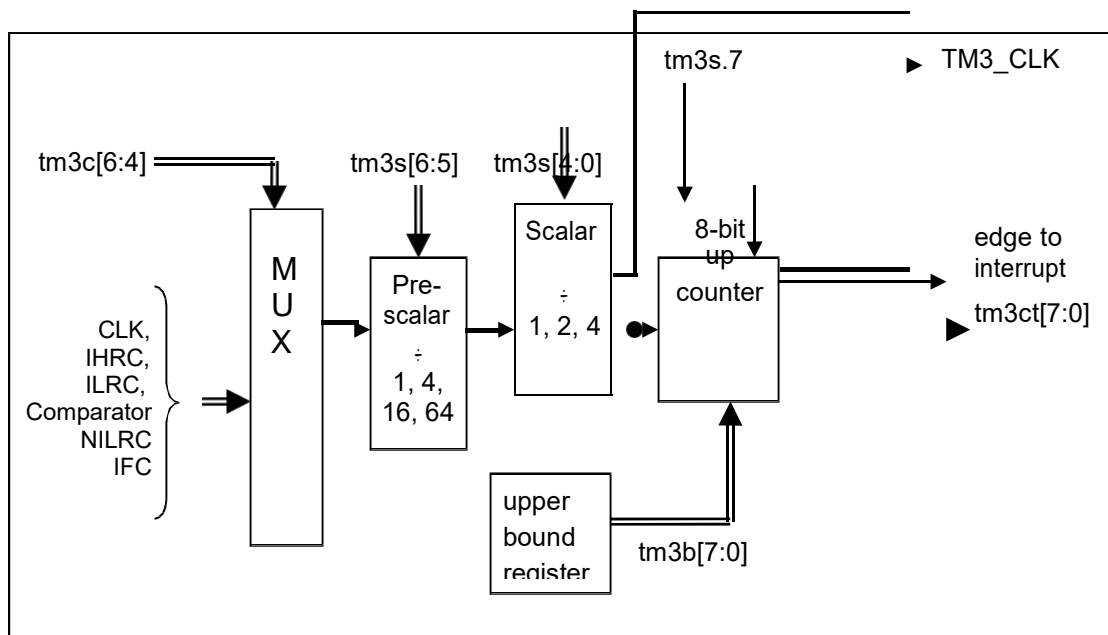 tm3s.7
TM3_CLK
tm3c[6:4]
tm3s[6:5]
tm3s[4:0]
M
U
X
Pre-
scalar
÷
1, 4,
16, 64
Scalar
÷
1, 2, 4
8-bit
up
counter
edge to
interrupt
tm3ct[7:0]
CLK,
IHRC,
ILRC,
Comparator
NILRC
IFC
upper
bound
register
tm3b[7:0]